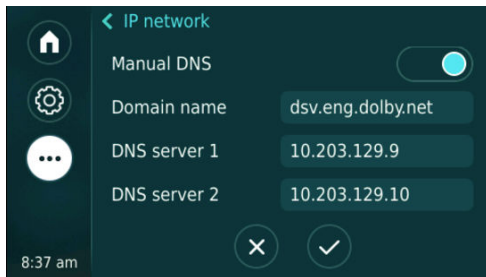 IP network
Manual DNS
Domain name dsv.eng.dolby.net
DNS server 1 10.203.129.9
DNS server 2 10.203.129.10
8:37 am